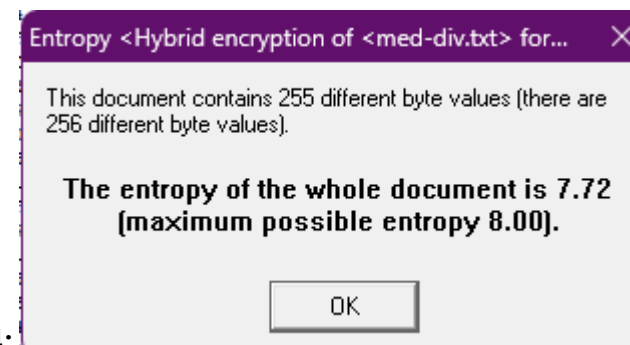 Entropy <Hybrid encryption of <med-div.txt> for...
This document contains 255 different byte values (there are
256 different byte values).
The entropy of the whole document is 7.72
(maximum possible entropy 8.00).
OK